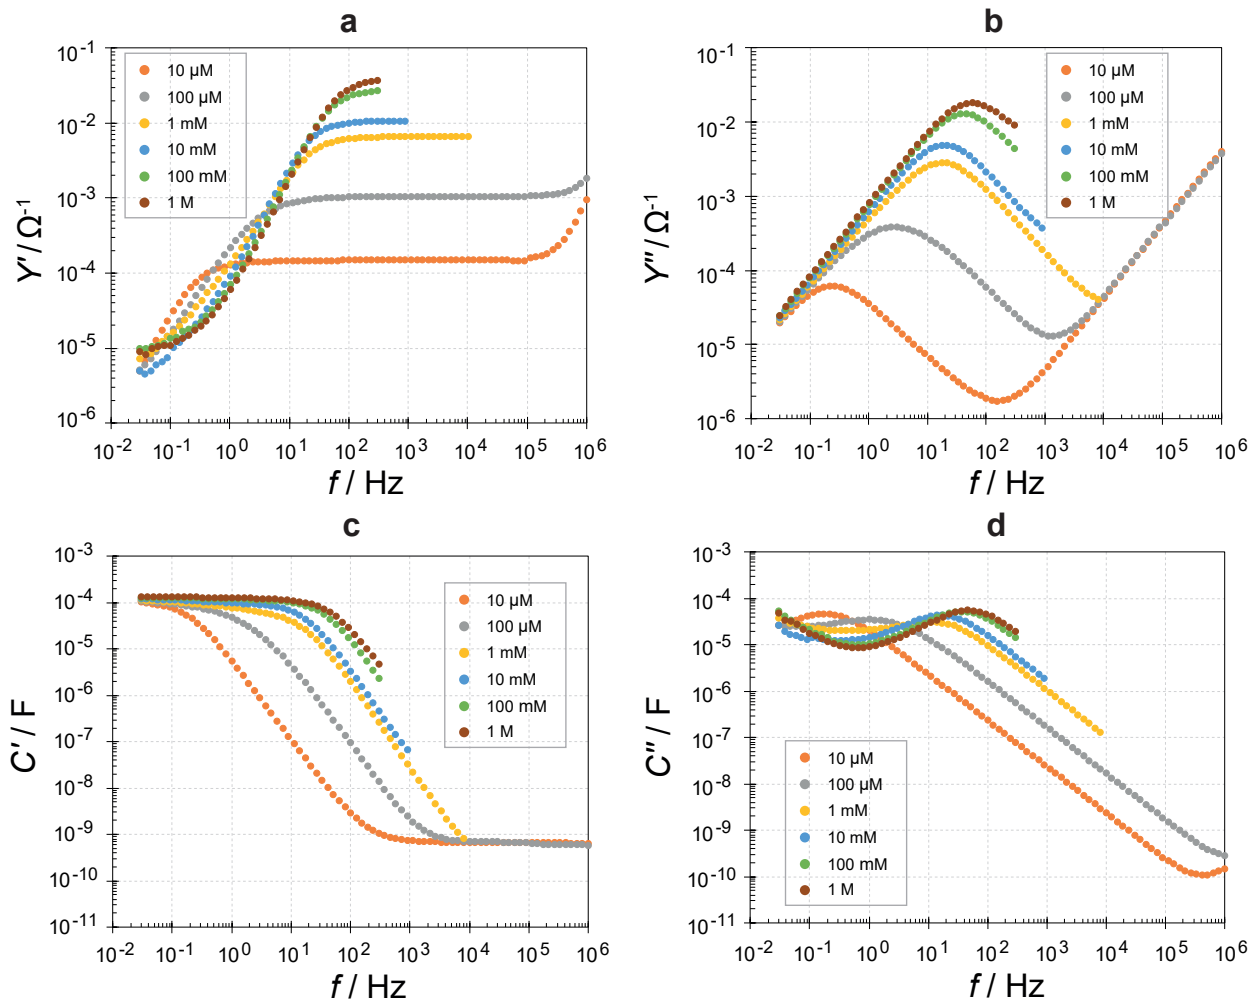 a
Y′ / Ω⁻¹
10⁻¹
10⁻²
10⁻³
10⁻⁴
10⁻⁵
10⁻⁶
10 µM
100 µM
1 mM
10 mM
100 mM
1 M
10⁻² 10⁻¹ 10⁰ 10¹ 10² 10³ 10⁴ 10⁵ 10⁶
f / Hz
b
Y″ / Ω⁻¹
10⁻¹
10⁻²
10⁻³
10⁻⁴
10⁻⁵
10⁻⁶
10 µM
100 µM
1 mM
10 mM
100 mM
1 M
10⁻² 10⁻¹ 10⁰ 10¹ 10² 10³ 10⁴ 10⁵ 10⁶
f / Hz
c
C′ / F
10⁻³
10⁻⁴
10⁻⁵
10⁻⁶
10⁻⁷
10⁻⁸
10⁻⁹
10⁻¹⁰
10⁻¹¹
10 µM
100 µM
1 mM
10 mM
100 mM
1 M
10⁻² 10⁻¹ 10⁰ 10¹ 10² 10³ 10⁴ 10⁵ 10⁶
f / Hz
d
C″ / F
10⁻³
10⁻⁴
10⁻⁵
10⁻⁶
10⁻⁷
10⁻⁸
10⁻⁹
10⁻¹⁰
10⁻¹¹
10 µM
100 µM
1 mM
10 mM
100 mM
1 M
10⁻² 10⁻¹ 10⁰ 10¹ 10² 10³ 10⁴ 10⁵ 10⁶
f / Hz